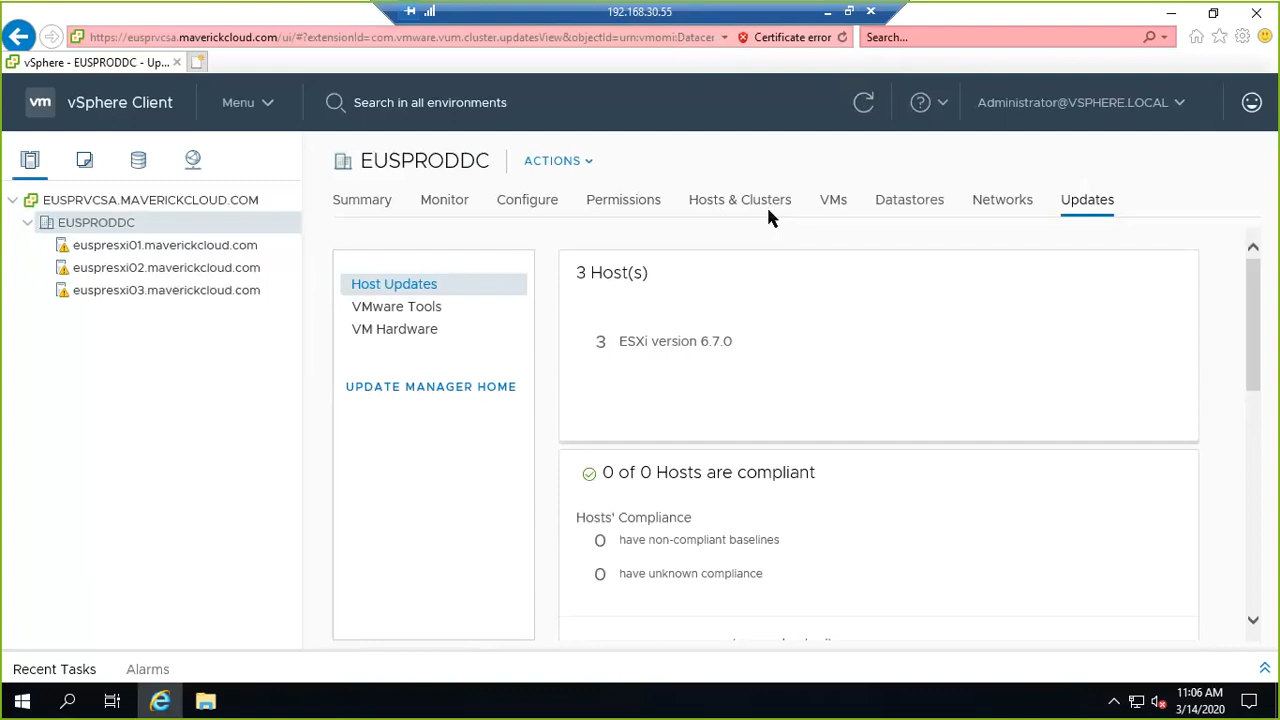 192.168.30.55
https://eusprvcsa.maverickcloud.com/ui/#?extensionId=com.vmware.vum.cluster.updatesView&objectId=urn:vmomi:Datacer
Certificate error
Search...
vSphere - EUSPRODDC - Up...
vm vSphere Client
Menu
Search in all environments
Administrator@VSPHERE.LOCAL
EUSPRODDC
ACTIONS
Summary Monitor Configure Permissions Hosts & Clusters VMs Datastores Networks Updates
EUSPRVCSA.MAVERICKCLOUD.COM
EUSPRODDC
euspresxi01.maverickcloud.com
euspresxi02.maverickcloud.com
euspresxi03.maverickcloud.com
Host Updates
VMware Tools
VM Hardware
UPDATE MANAGER HOME
3 Host(s)
3 ESXi version 6.7.0
0 of 0 Hosts are compliant
Hosts' Compliance
0 have non-compliant baselines
0 have unknown compliance
Recent Tasks Alarms
11:06 AM
3/14/2020